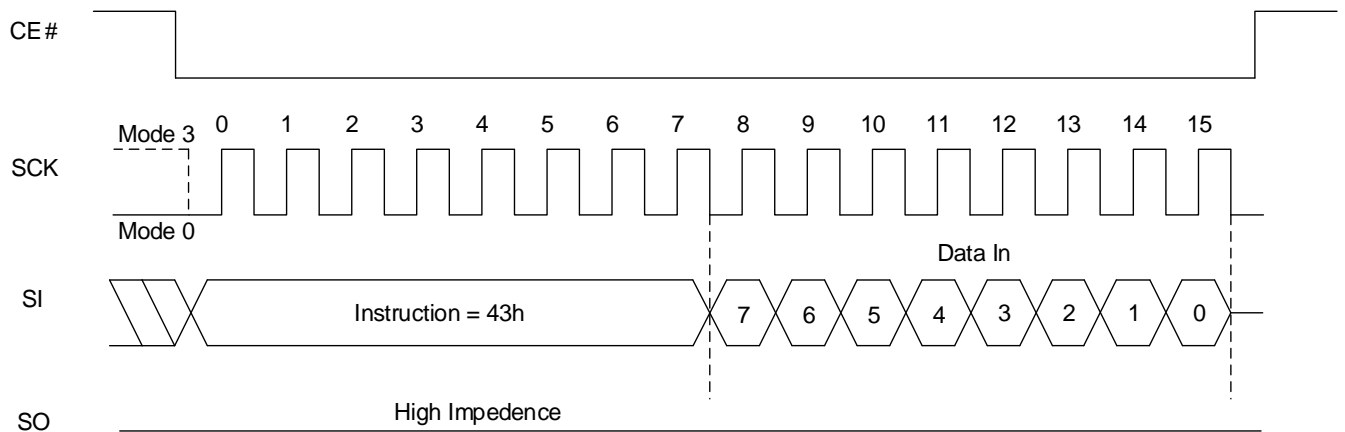 CE#
Mode 3
0 1 2 3 4 5 6 7 8 9 10 11 12 13 14 15
SCK
Mode 0
Data In
SI
Instruction = 43h
7 6 5 4 3 2 1 0
SO
High Impedence